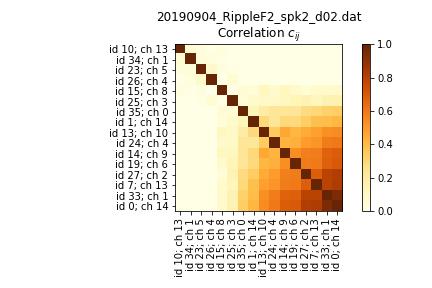 20190904_RippleF2_spk2_d02.dat
Correlation c_{ij}
id 10; ch 13
id 34; ch 1
id 23; ch 5
id 26; ch 4
id 15; ch 8
id 25; ch 3
id 35; ch 0
id 1; ch 14
id 13; ch 10
id 24; ch 4
id 14; ch 9
id 19; ch 6
id 27; ch 2
id 7; ch 13
id 33; ch 1
id 0; ch 14
1.0
0.8
0.6
0.4
0.2
0.0
id 10; ch 13
id 34; ch 1
id 23; ch 5
id 26; ch 4
id 15; ch 8
id 25; ch 3
id 35; ch 0
id 1; ch 14
id 13; ch 10
id 24; ch 4
id 14; ch 9
id 19; ch 6
id 27; ch 2
id 7; ch 13
id 33; ch 1
id 0; ch 14